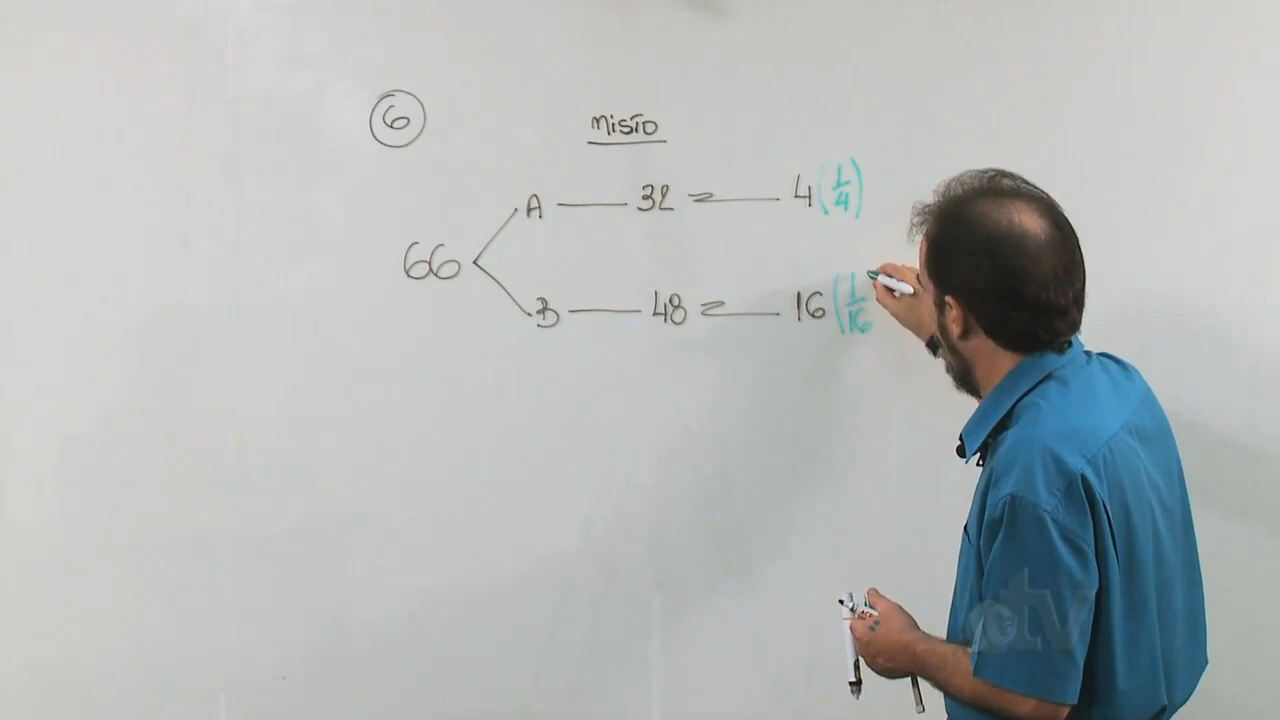 6
MISTO
A — 32 = — 4 (1/4)
66
B — 48 = — 16 (1/16